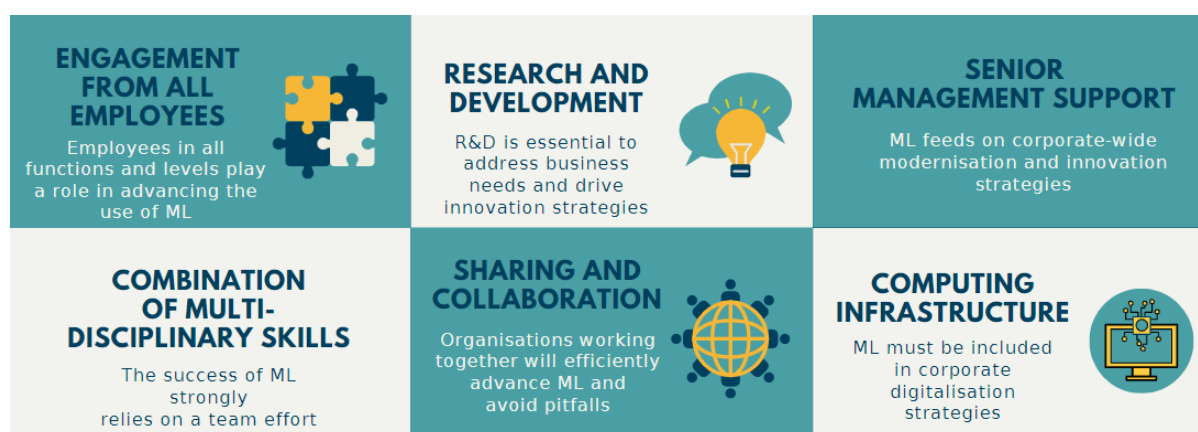 ENGAGEMENT
FROM ALL
EMPLOYEES
Employees in all
functions and levels play
a role in advancing the
use of ML
RESEARCH AND
DEVELOPMENT
R&D is essential to
address business
needs and drive
innovation strategies
SENIOR
MANAGEMENT SUPPORT
ML feeds on corporate-wide
modernisation and innovation
strategies
COMBINATION
OF MULTI-
DISCIPLINARY SKILLS
The success of ML
strongly
relies on a team effort
SHARING AND
COLLABORATION
Organisations working
together will efficiently
advance ML and
avoid pitfalls
COMPUTING
INFRASTRUCTURE
ML must be included
in corporate
digitalisation
strategies